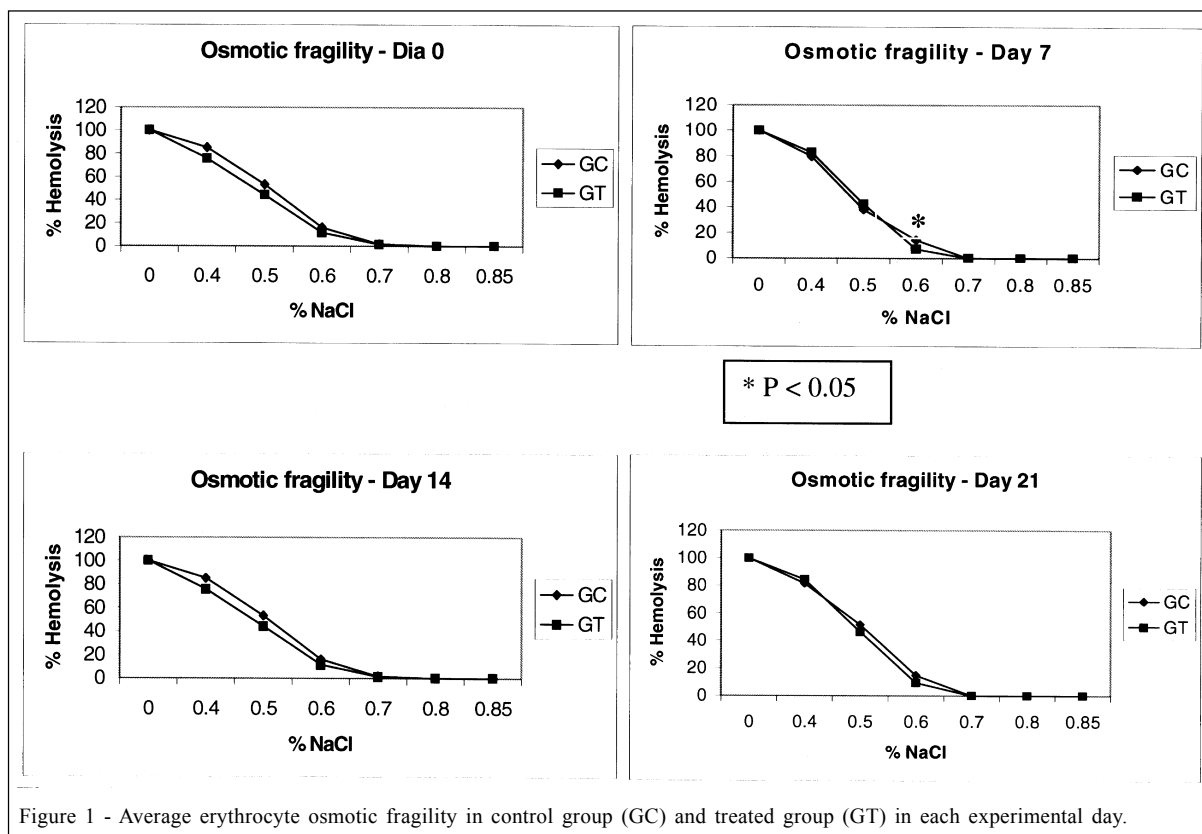 Osmotic fragility - Dia 0
% Hemolysis
120
100
80
60
40
20
0
0 0.4 0.5 0.6 0.7 0.8 0.85
% NaCl
GC
GT
Osmotic fragility - Day 7
% Hemolysis
120
100
80
60
40
20
0
*
0 0.4 0.5 0.6 0.7 0.8 0.85
% NaCl
GC
GT
* P < 0.05
Osmotic fragility - Day 14
% Hemolysis
120
100
80
60
40
20
0
0 0.4 0.5 0.6 0.7 0.8 0.85
% NaCl
GC
GT
Osmotic fragility - Day 21
% Hemolysis
120
100
80
60
40
20
0
0 0.4 0.5 0.6 0.7 0.8 0.85
% NaCl
GC
GT
Figure 1 - Average erythrocyte osmotic fragility in control group (GC) and treated group (GT) in each experimental day.